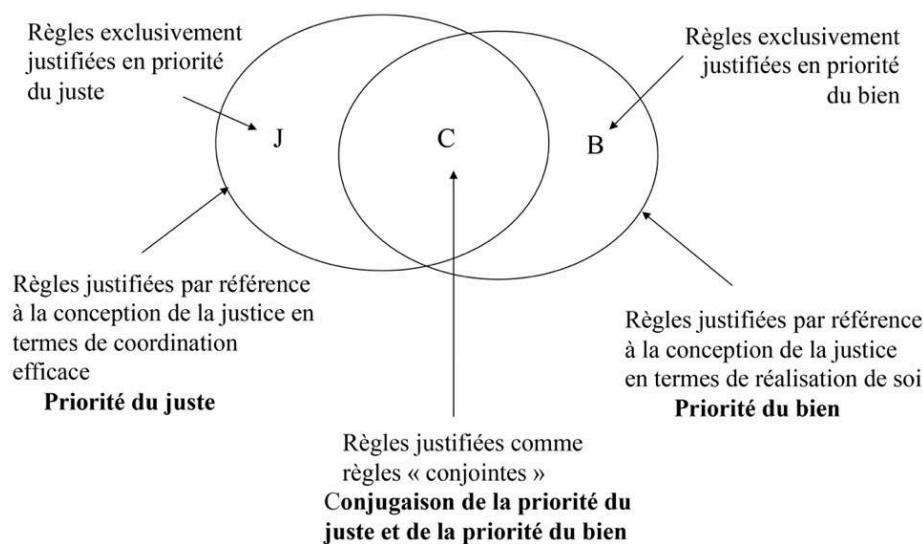 Règles exclusivement
justifiées en priorité
du juste
Règles exclusivement
justifiées en priorité
du bien
J
C
B
Règles justifiées par référence
à la conception de la justice en
termes de coordination
efficace
Priorité du juste
Règles justifiées par référence
à la conception de la justice
en termes de réalisation de soi
Priorité du bien
Règles justifiées comme
règles « conjointes »
Conjugaison de la priorité du
juste et de la priorité du bien